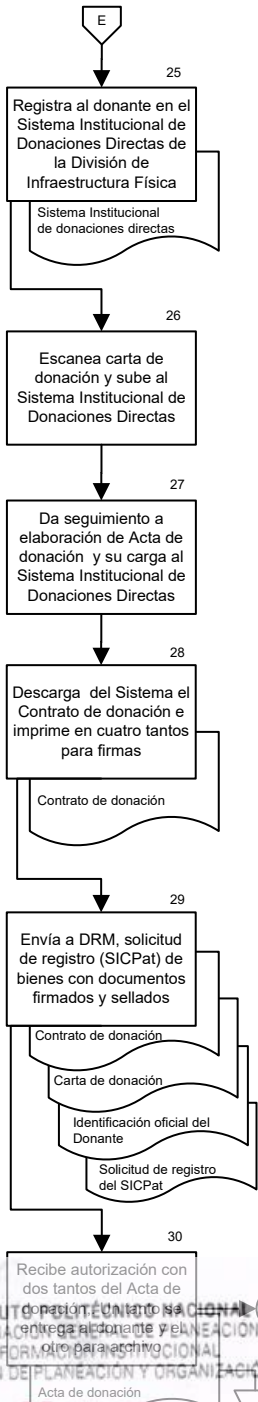 E
25
Registra al donante en el
Sistema Institucional de
Donaciones Directas de
la División de
Infraestructura Física
Sistema Institucional
de donaciones directas
26
Escanea carta de
donación y sube al
Sistema Institucional de
Donaciones Directas
27
Da seguimiento a
elaboración de Acta de
donación y su carga al
Sistema Institucional de
Donaciones Directas
28
Descarga del Sistema el
Contrato de donación e
imprime en cuatro tantos
para firmas
Contrato de donación
29
Envía a DRM, solicitud
de registro (SICPat) de
bienes con documentos
firmados y sellados
Contrato de donación
Carta de donación
Identificación oficial del
Donante
Solicitud de registro
del SICPat
30
Recibe autorización con
dos tantos del Acta de
donación. Un tanto se
entrega al donante y el
otro para archivo
NACIONAL
PLANEACIÓN
INSTITUCIONAL
DE PLANEACIÓN Y ORGANIZACIÓ
Acta de donación